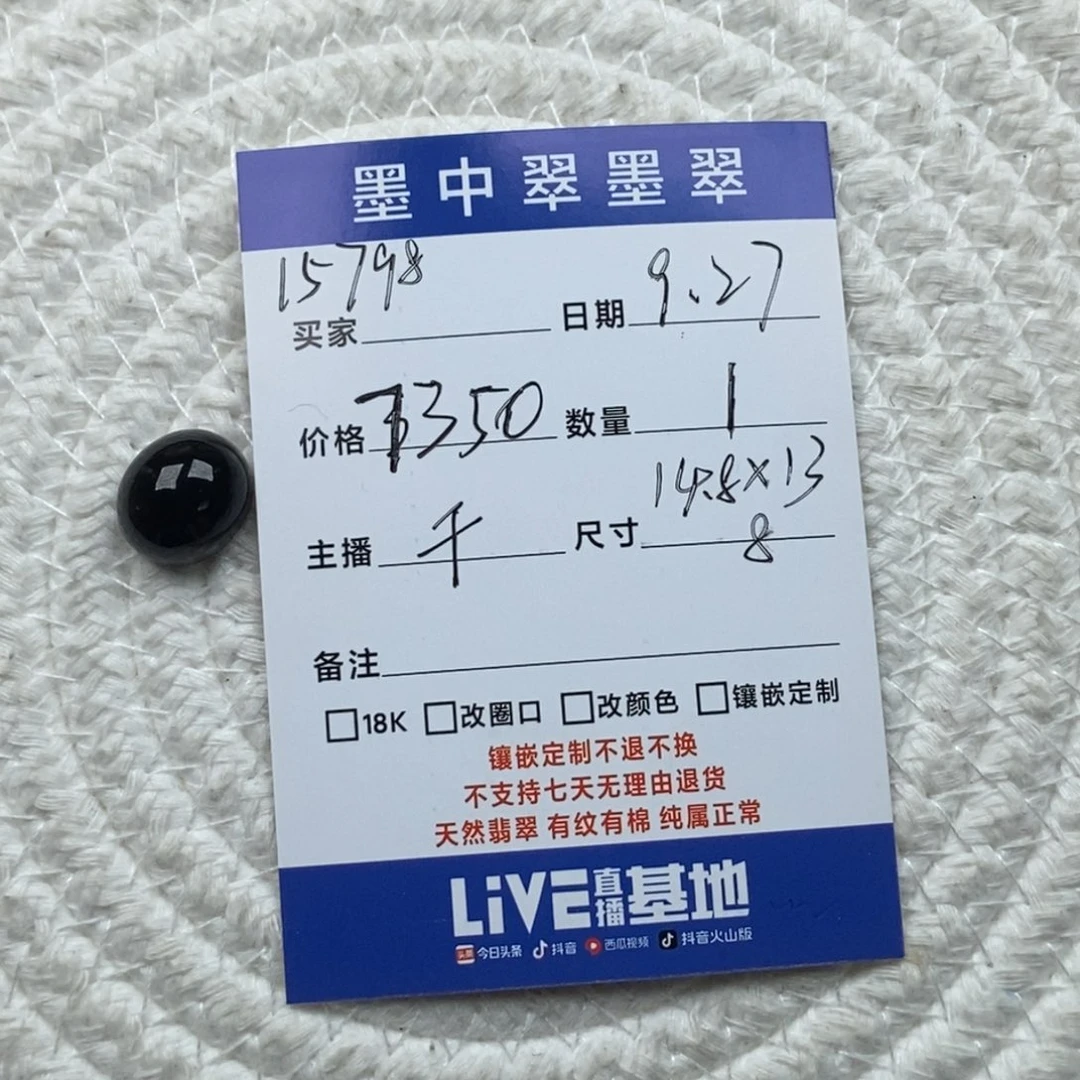 墨中翠墨翠
15798
买家 日期 9.27
价格 350 数量 1
14.8×13
主播 千 尺寸 8
备注
18K 改圈口 改颜色 镶嵌定制
镶嵌定制不退不换
不支持七天无理由退货
天然翡翠 有纹有棉 纯属正常
LiVE直播基地
头条 今日头条 抖音 西瓜视频 抖音火山版